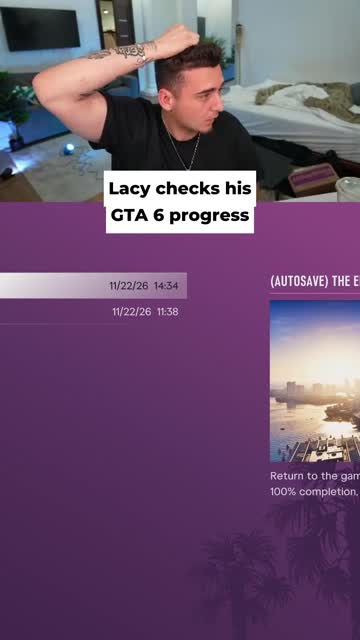 Lacy checks his
GTA 6 progress
11/22/26 14:34
11/22/26 11:38
(AUTOSAVE) THE
Return to the
100% completion,